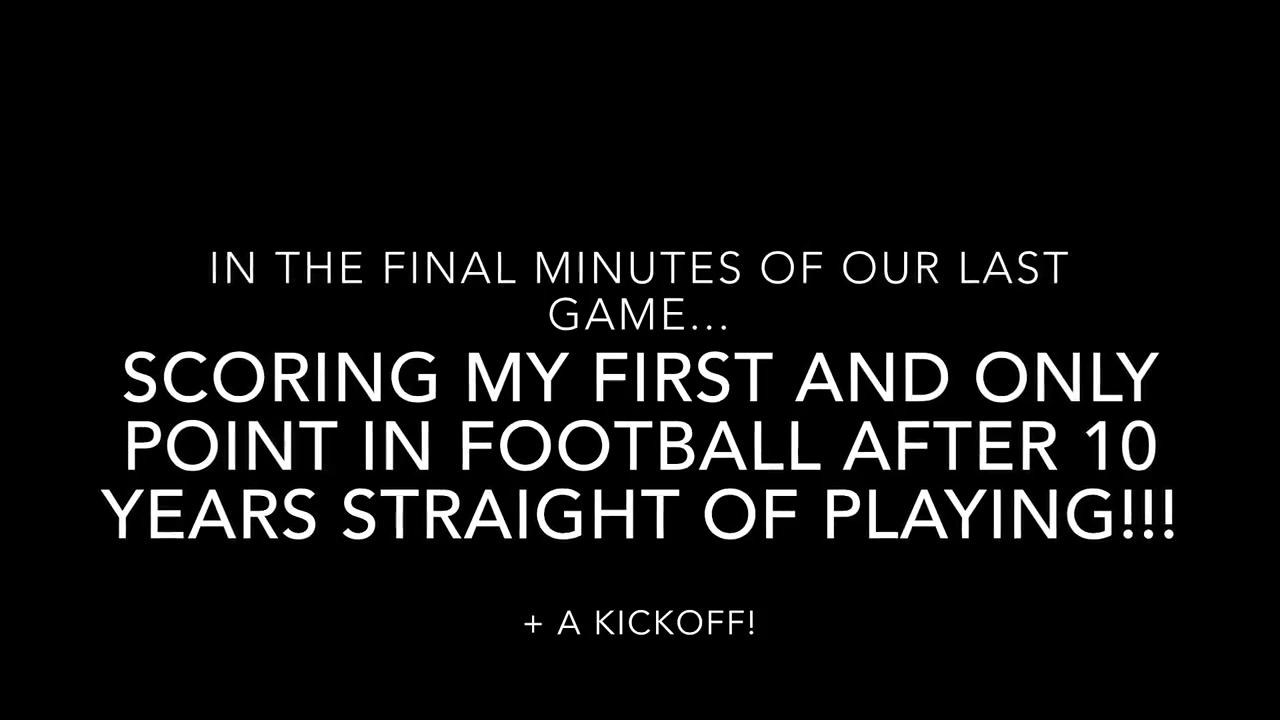 IN THE FINAL MINUTES OF OUR LAST
GAME...
SCORING MY FIRST AND ONLY
POINT IN FOOTBALL AFTER 10
YEARS STRAIGHT OF PLAYING!!!
+ A KICKOFF!